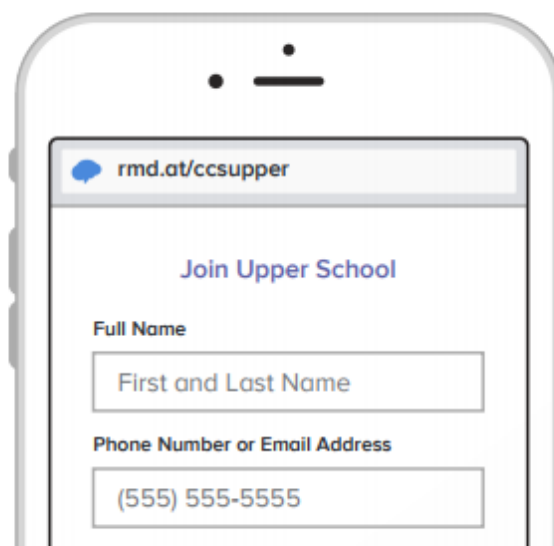 rmd.at/ccsupper
Join Upper School
Full Name
First and Last Name
Phone Number or Email Address
(555) 555-5555